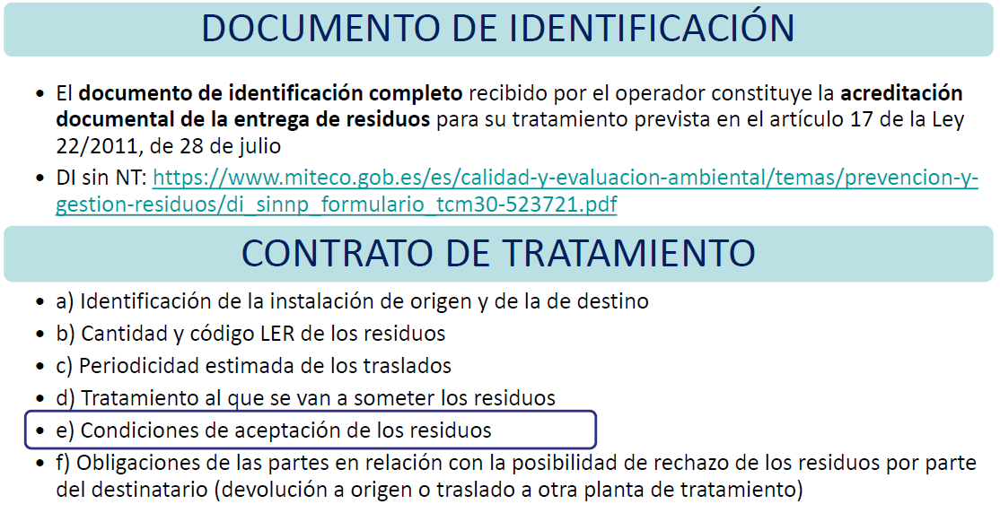 DOCUMENTO DE IDENTIFICACIÓN
• El documento de identificación completo recibido por el operador constituye la acreditación
documental de la entrega de residuos para su tratamiento prevista en el artículo 17 de la Ley
22/2011, de 28 de julio
• DI sin NT: https://www.miteco.gob.es/es/calidad-y-evaluacion-ambiental/temas/prevencion-y-
gestion-residuos/di_sinnp_formulario_tcm30-523721.pdf
CONTRATO DE TRATAMIENTO
• a) Identificación de la instalación de origen y de la de destino
• b) Cantidad y código LER de los residuos
• c) Periodicidad estimada de los traslados
• d) Tratamiento al que se van a someter los residuos
• e) Condiciones de aceptación de los residuos
• f) Obligaciones de las partes en relación con la posibilidad de rechazo de los residuos por parte
del destinatario (devolución a origen o traslado a otra planta de tratamiento)